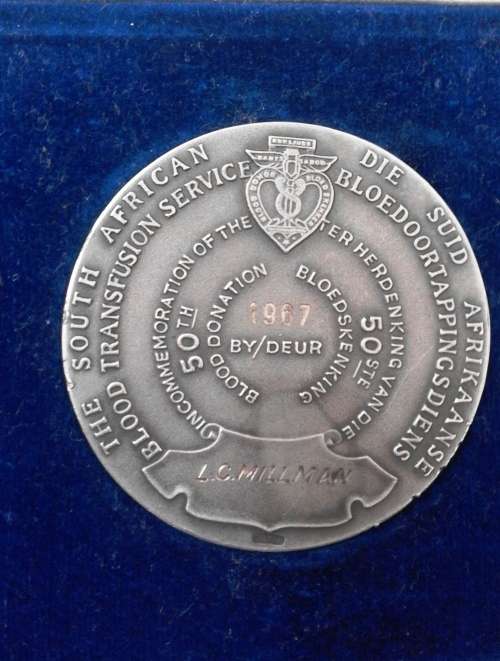 THE SOUTH AFRICAN
BLOOD TRANSFUSION SERVICE
DIE SUID AFRIKAANSE
BLOEDOORTAPPINGSDIENS
IN COMMEMORATION OF THE
50TH
BLOOD DONATION
TER HERDENKING VAN DIE
50STE
BLOEDSKENKING
1967
BY/DEUR
L.C. MILLMAN